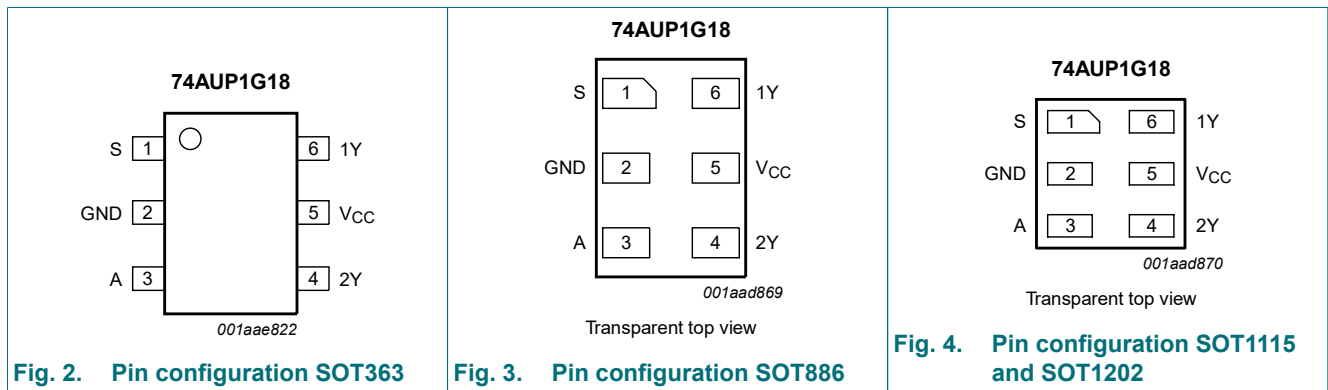 74AUP1G18
S 1 6 1Y
GND 2 5 VCC
A 3 4 2Y
001aae822
Fig. 2. Pin configuration SOT363
74AUP1G18
S 1 6 1Y
GND 2 5 VCC
A 3 4 2Y
001aad869
Transparent top view
Fig. 3. Pin configuration SOT886
74AUP1G18
S 1 6 1Y
GND 2 5 VCC
A 3 4 2Y
001aad870
Transparent top view
Fig. 4. Pin configuration SOT1115
and SOT1202